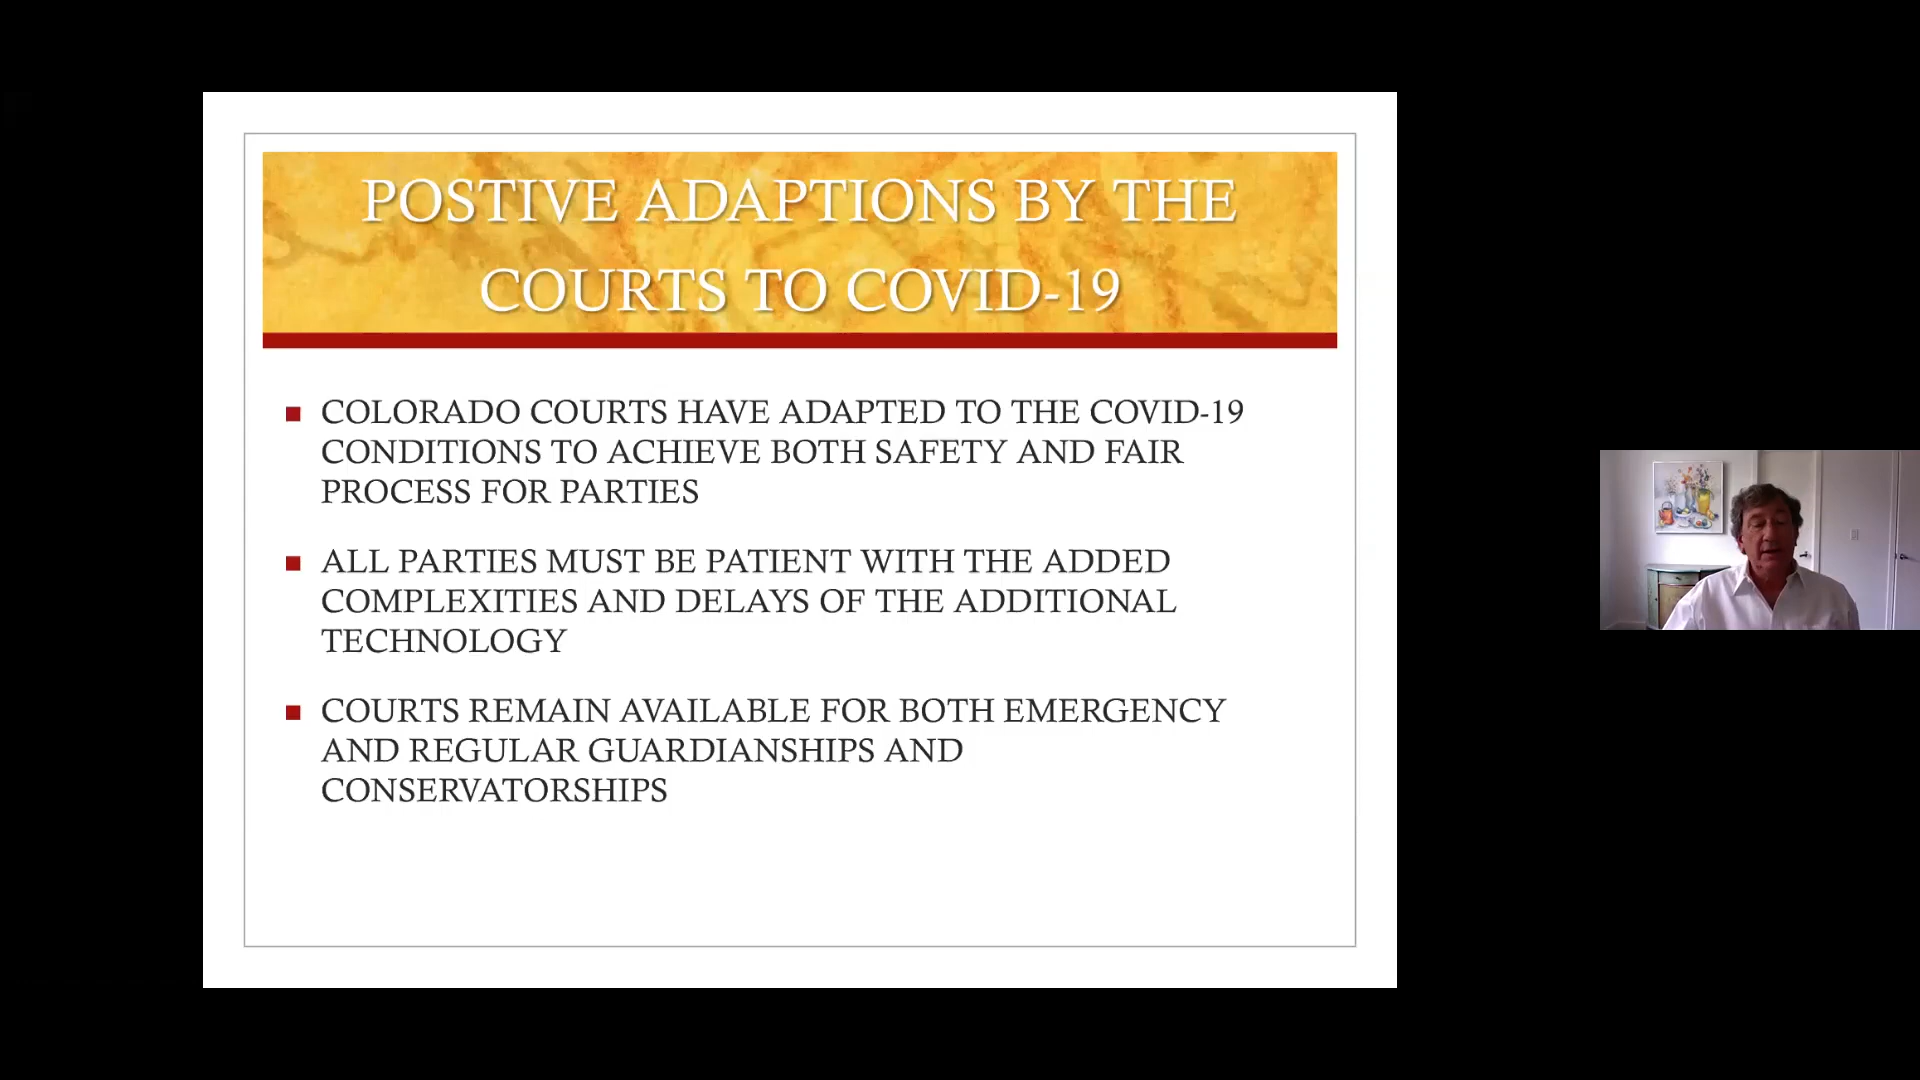 POSTIVE ADAPTIONS BY THE
COURTS TO COVID-19
COLORADO COURTS HAVE ADAPTED TO THE COVID-19
CONDITIONS TO ACHIEVE BOTH SAFETY AND FAIR
PROCESS FOR PARTIES
ALL PARTIES MUST BE PATIENT WITH THE ADDED
COMPLEXITIES AND DELAYS OF THE ADDITIONAL
TECHNOLOGY
COURTS REMAIN AVAILABLE FOR BOTH EMERGENCY
AND REGULAR GUARDIANSHIPS AND
CONSERVATORSHIPS